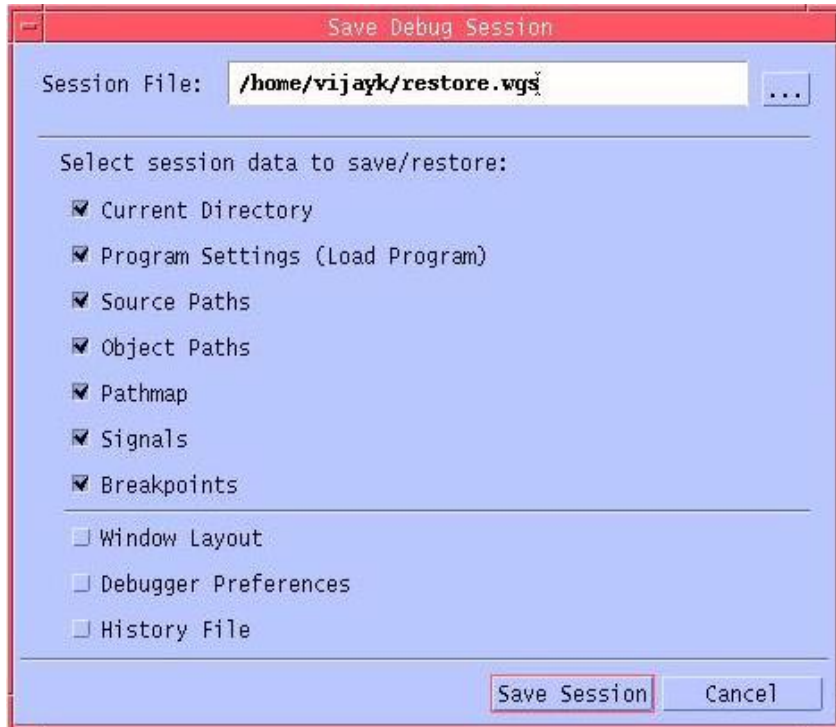 Save Debug Session
Session File: /home/vijayk/restore.wgs ...
Select session data to save/restore:
Current Directory
Program Settings (Load Program)
Source Paths
Object Paths
Pathmap
Signals
Breakpoints
Window Layout
Debugger Preferences
History File
Save Session Cancel